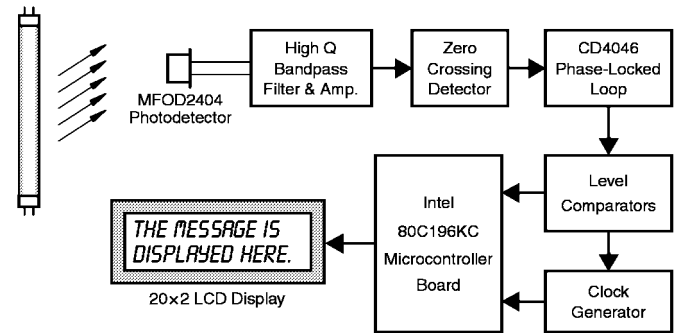 High Q
Bandpass
Filter & Amp.
Zero
Crossing
Detector
CD4046
Phase-Locked
Loop
MFOD2404
Photodetector
Level
Comparators
Intel
80C196KC
Microcontroller
Board
THE MESSAGE IS
DISPLAYED HERE.
20×2 LCD Display
Clock
Generator